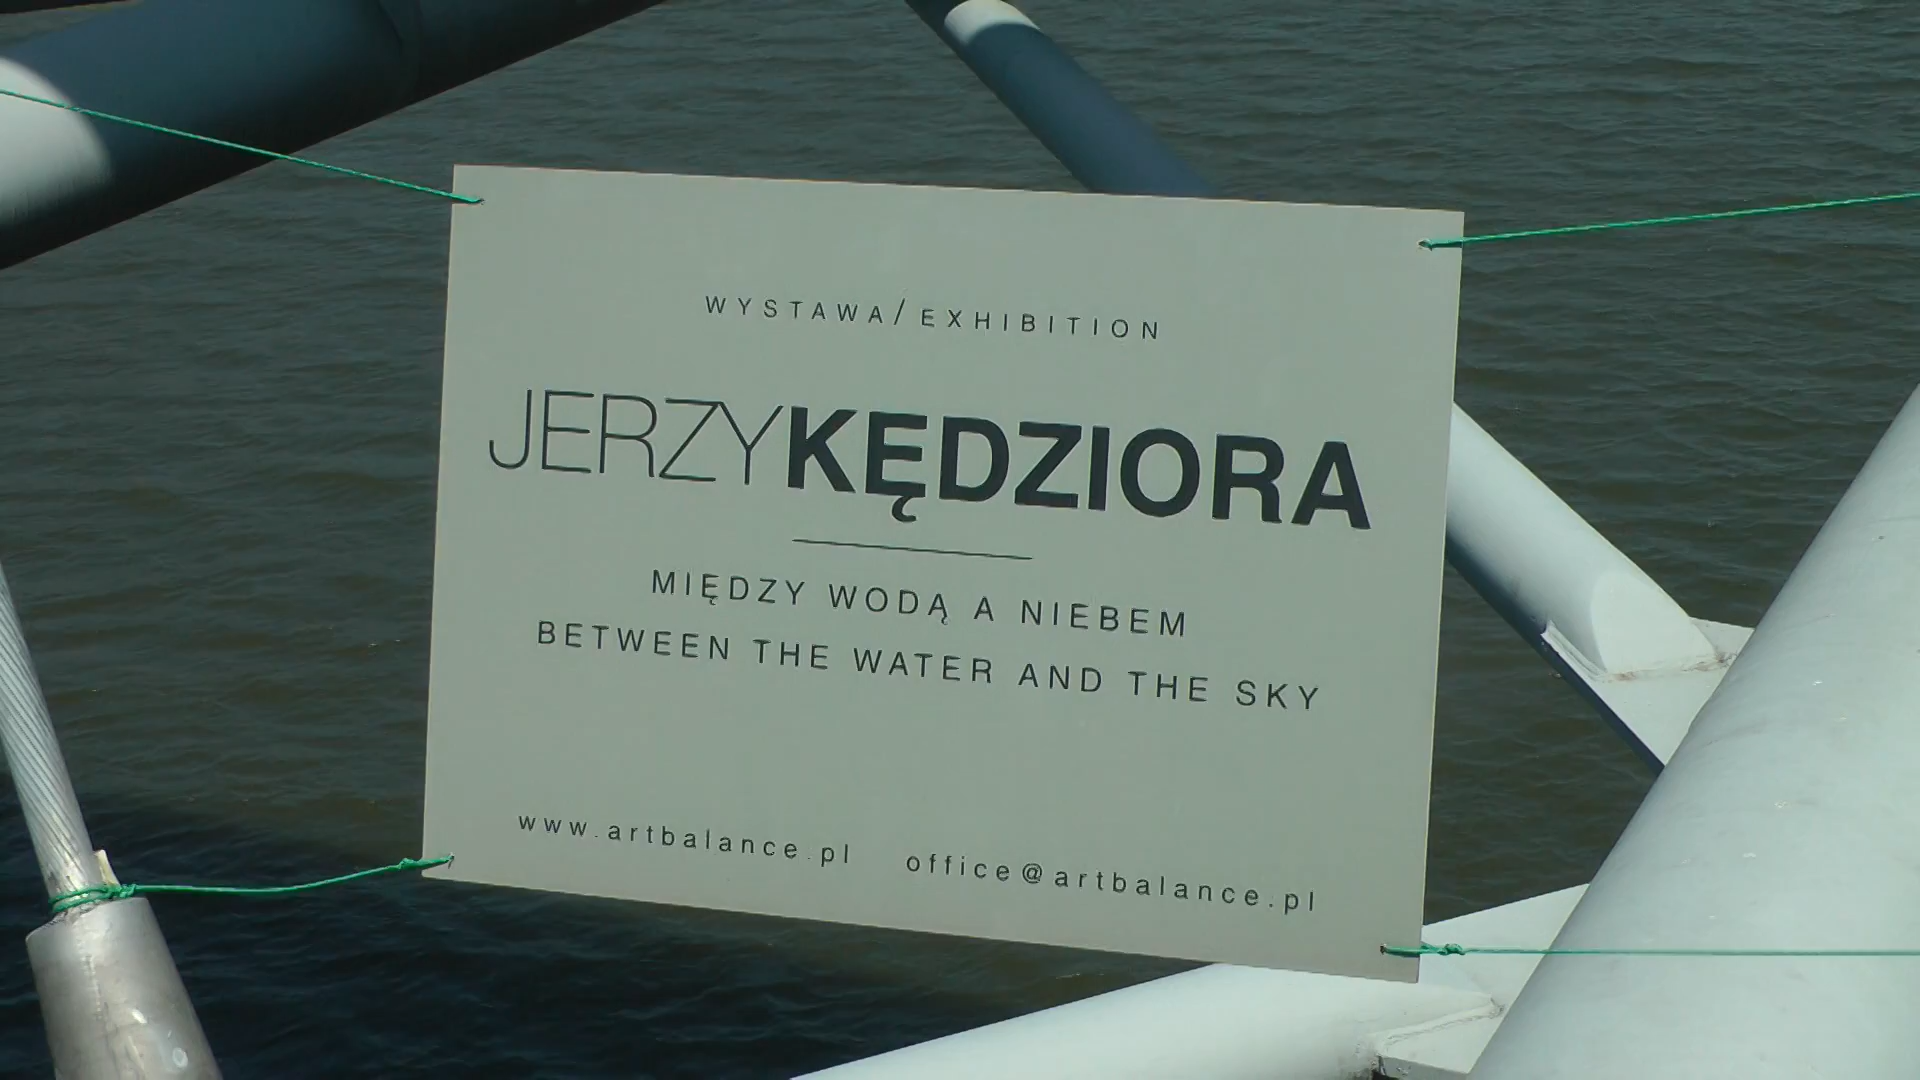 WYSTAWA/EXHIBITION
JERZYKĘDZIORA
MIĘDZY WODĄ A NIEBEM
BETWEEN THE WATER AND THE SKY
www.artbalance.pl office@artbalance.pl